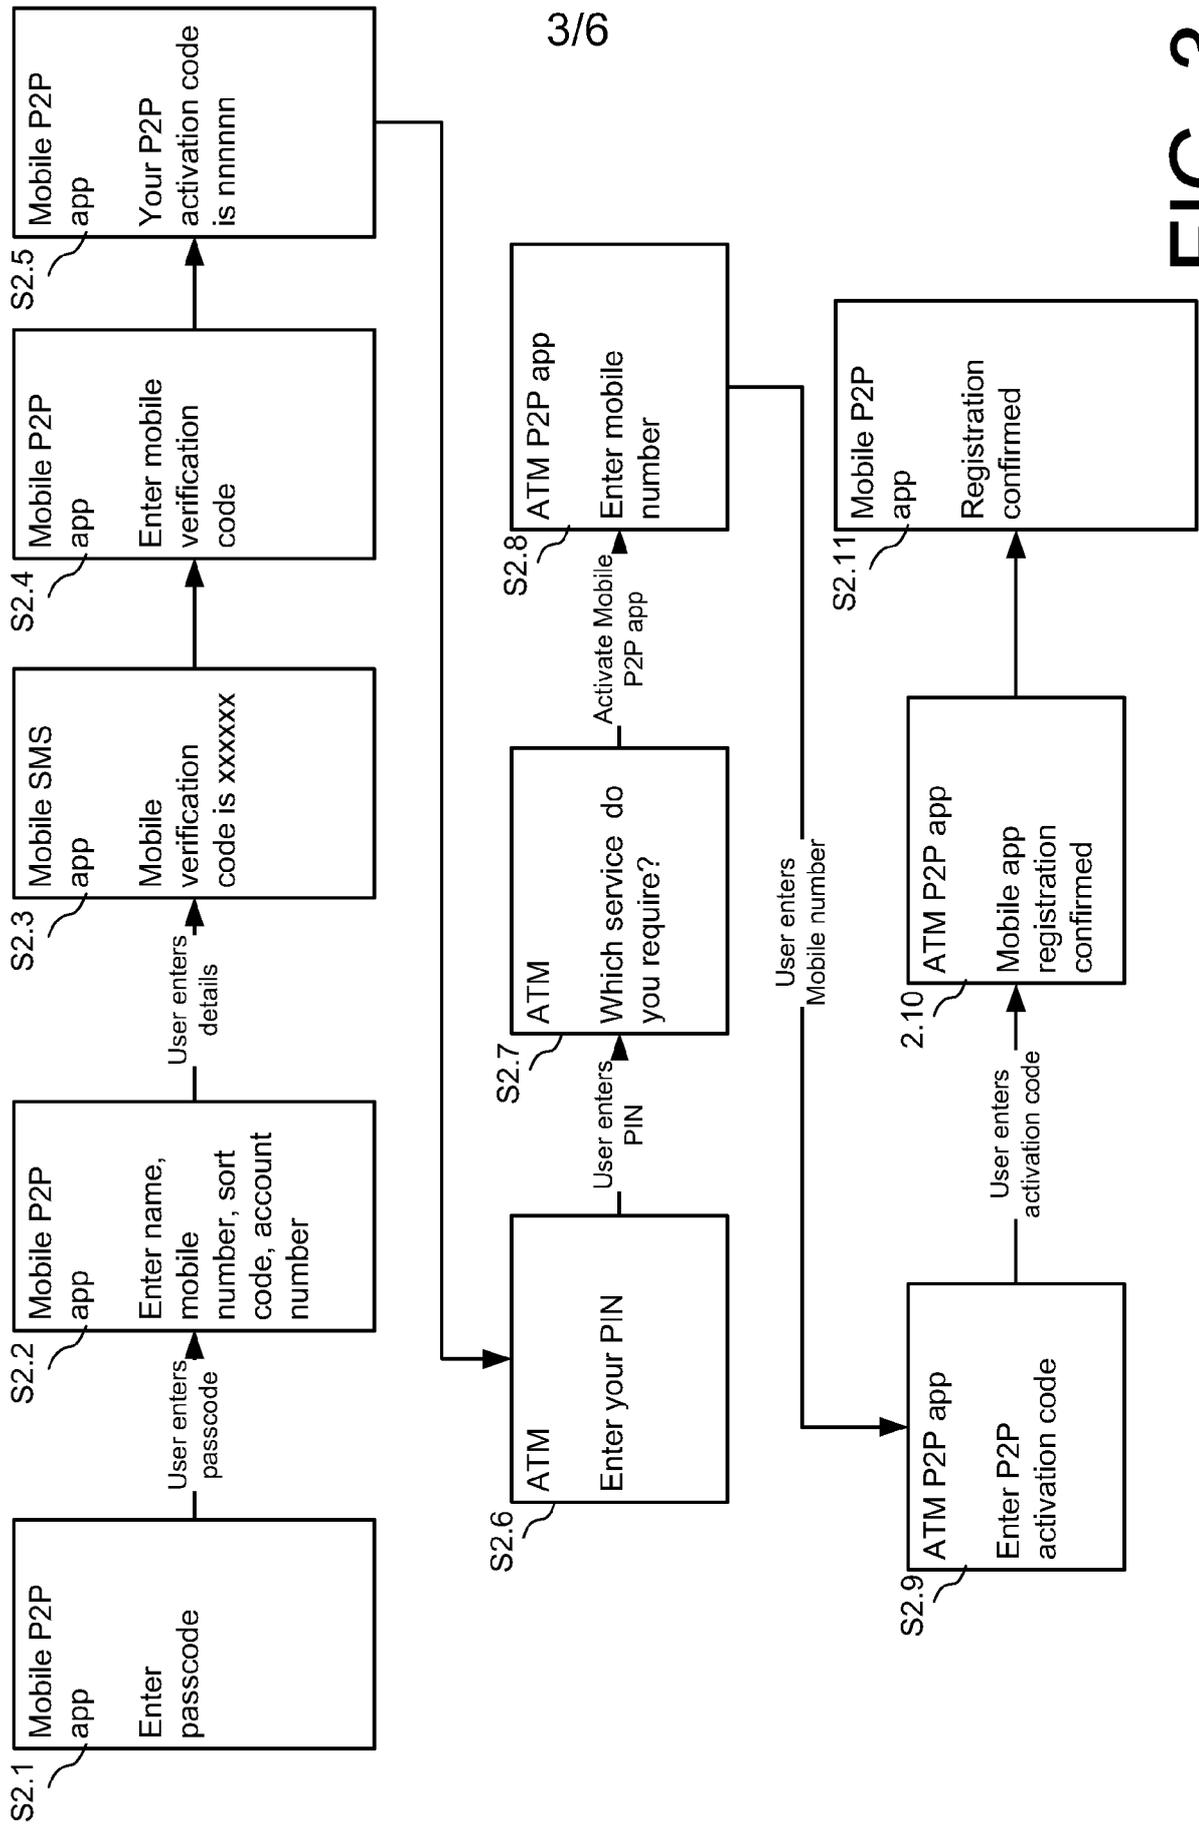 3/6
S2.1
Mobile P2P
app
Enter
passcode
User enters
passcode
S2.2
Mobile P2P
app
Enter name,
mobile
number, sort
code, account
number
User enters
details
S2.3
Mobile SMS
app
Mobile
verification
code is xxxxxx
S2.4
Mobile P2P
app
Enter mobile
verification
code
S2.5
Mobile P2P
app
Your P2P
activation code
is nnnnnn
S2.6
ATM
Enter your PIN
User enters
PIN
S2.7
ATM
Which service do
you require?
Activate Mobile
P2P app
S2.8
ATM P2P app
Enter mobile
number
User enters
Mobile number
S2.9
ATM P2P app
Enter P2P
activation code
User enters
activation code
2.10
ATM P2P app
Mobile app
registration
confirmed
S2.11
Mobile P2P
app
Registration
confirmed